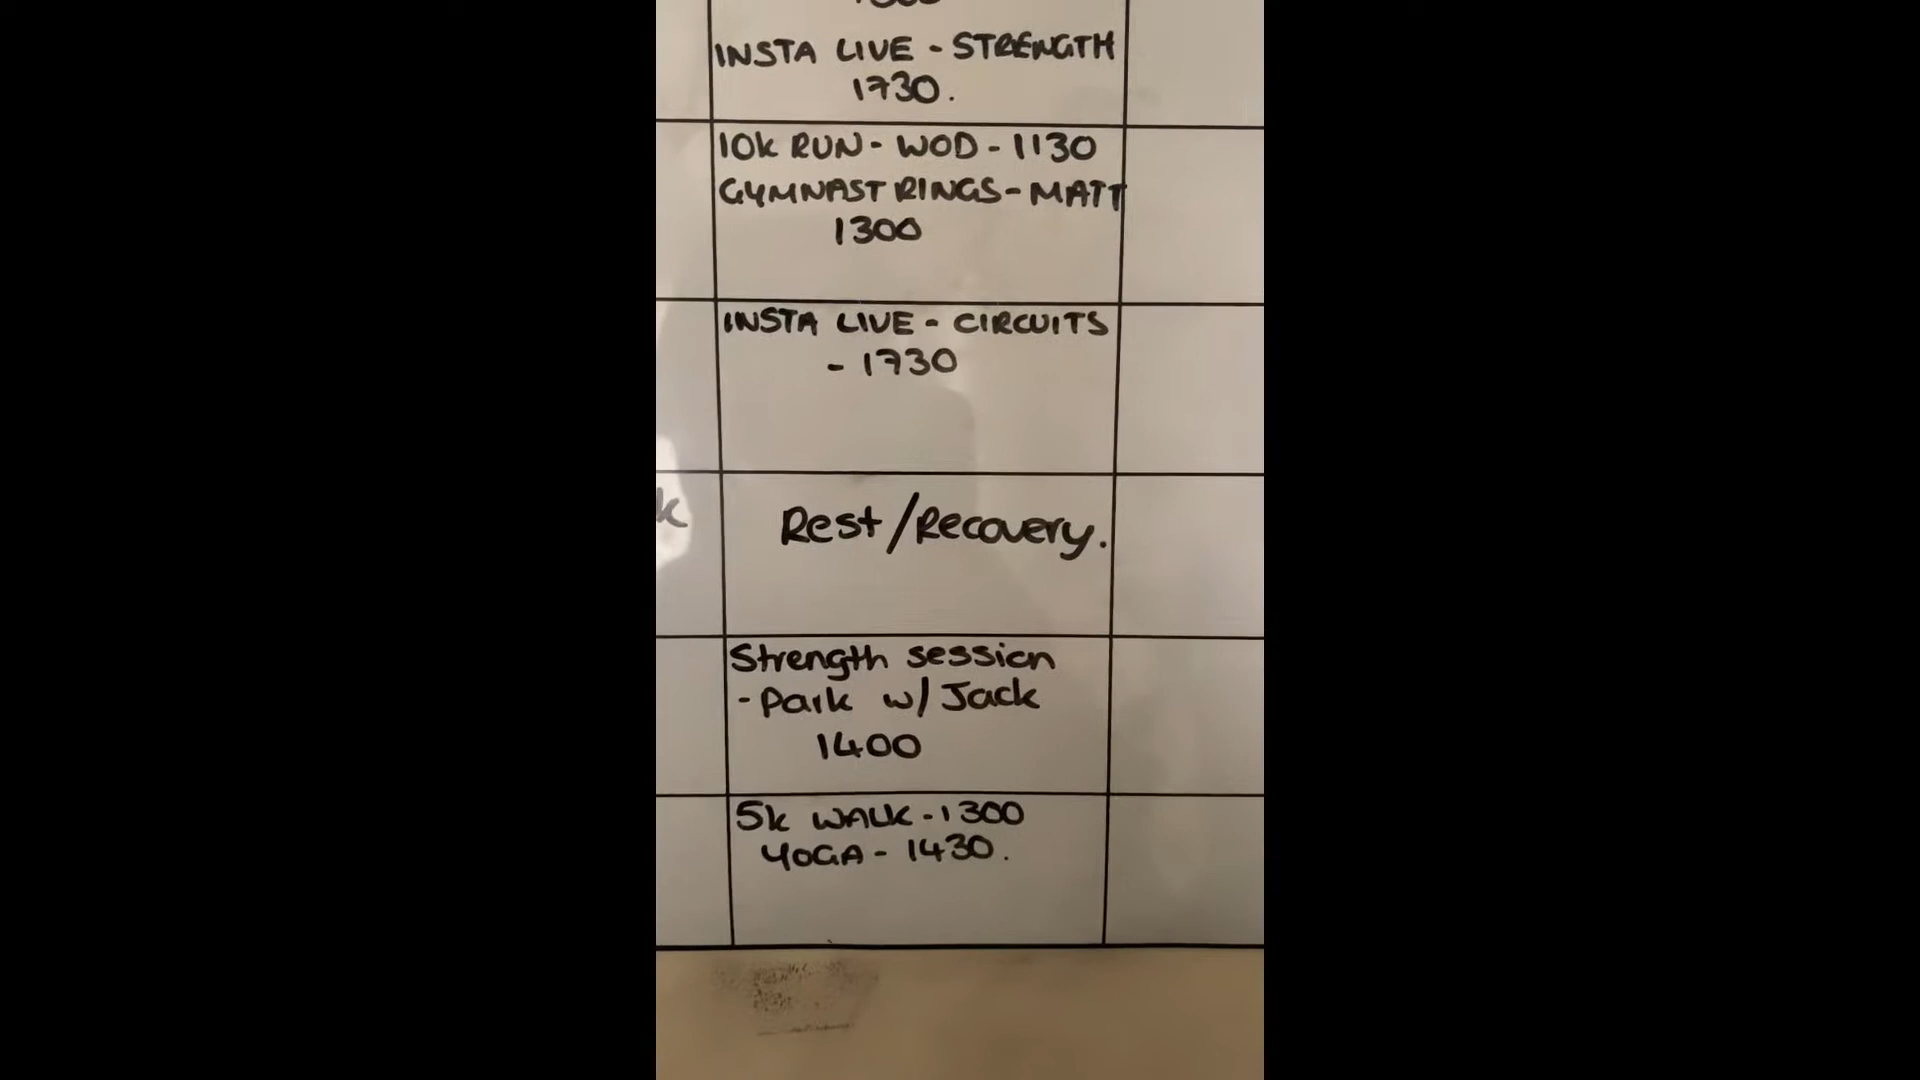 INSTA LIVE - STRENGTH
1730.
10k RUN - WOD - 1130
GYMNAST RINGS - MATT
1300
INSTA LIVE - CIRCUITS
- 1730
k
Rest/Recovery.
Strength session
- Park w/ Jack
1400
5k WALK - 1300
YOGA - 1430.